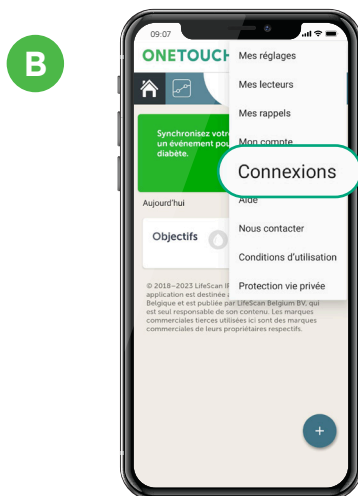 B
09:07
ONETOUCH
Mes réglages
Mes lecteurs
Mes rappels
Mon compte
Connexions
Aide
Nous contacter
Conditions d'utilisation
Protection vie privée
Synchronisez votre
un événement pour
diabète.
Aujourd'hui
Objectifs
© 2018–2023 LifeScan IP
application est destinée
Belgique et est publiée par LifeScan Belgium BV, qui
est seul responsable de son contenu. Les marques
commerciales tierces utilisées ici sont des marques
commerciales de leurs propriétaires respectifs.
+